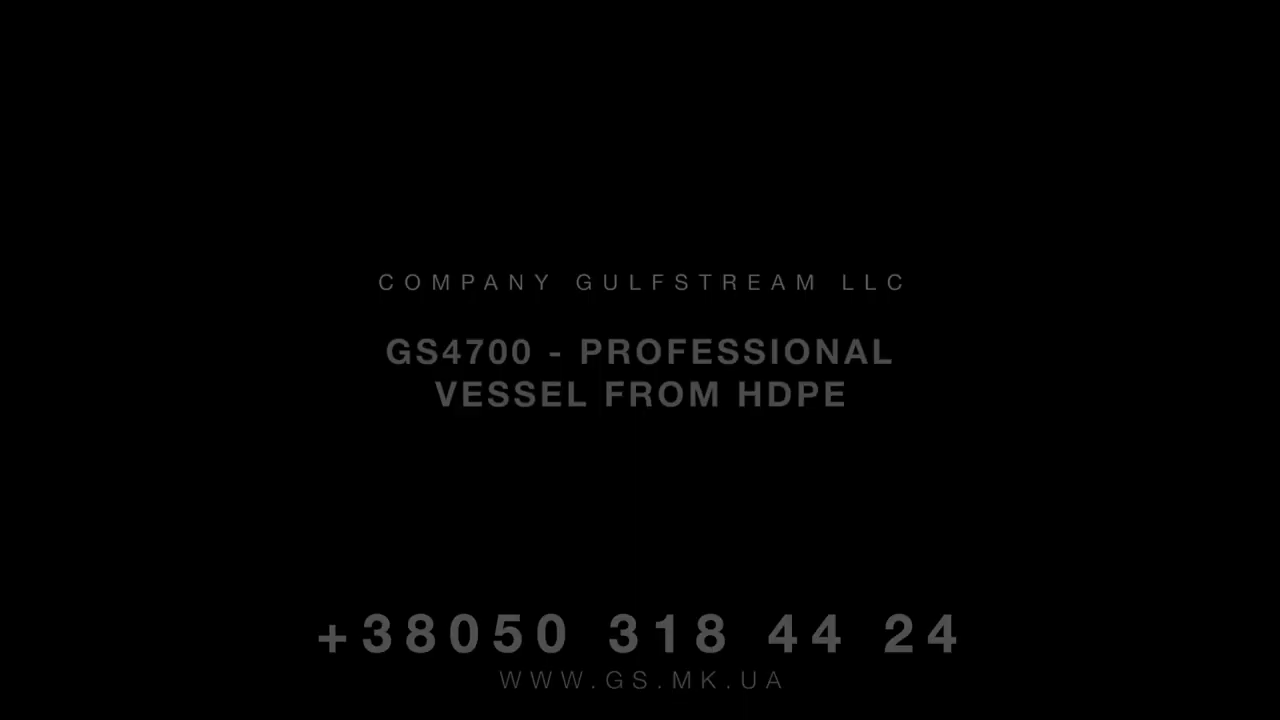 COMPANY GULFSTREAM LLC
GS4700 - PROFESSIONAL
VESSEL FROM HDPE
+38050 318 44 24
WWW.GS.MK.UA